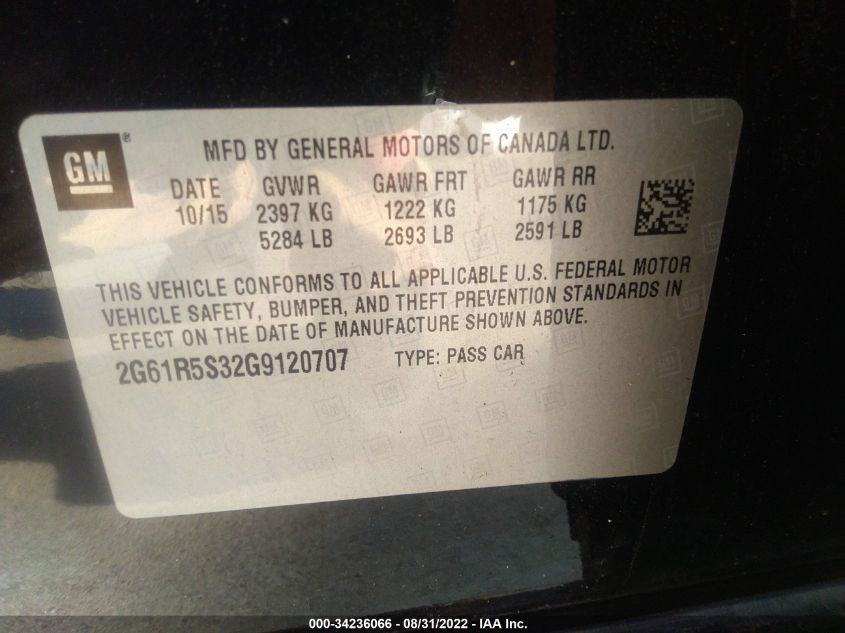 GM ®
MFD BY GENERAL MOTORS OF CANADA LTD.
DATE GVWR GAWR FRT GAWR RR
10/15 2397 KG 1222 KG 1175 KG
5284 LB 2693 LB 2591 LB
THIS VEHICLE CONFORMS TO ALL APPLICABLE U.S. FEDERAL MOTOR
VEHICLE SAFETY, BUMPER, AND THEFT PREVENTION STANDARDS IN
EFFECT ON THE DATE OF MANUFACTURE SHOWN ABOVE.
2G61R5S32G9120707 TYPE: PASS CAR
000-34236066 - 08/31/2022 - IAA Inc.